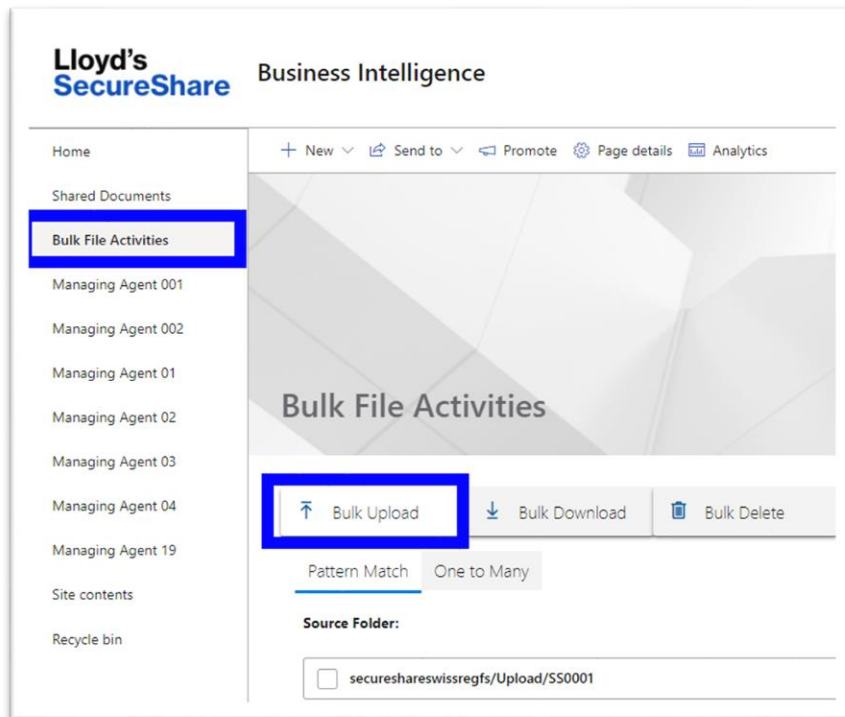 Lloyd's
SecureShare
Business Intelligence
Home
Shared Documents
Bulk File Activities
Managing Agent 001
Managing Agent 002
Managing Agent 01
Managing Agent 02
Managing Agent 03
Managing Agent 04
Managing Agent 19
Site contents
Recycle bin
New Send to Promote Page details Analytics
Bulk File Activities
Bulk Upload Bulk Download Bulk Delete
Pattern Match One to Many
Source Folder:
secureshareswissregfs/Upload/SS0001